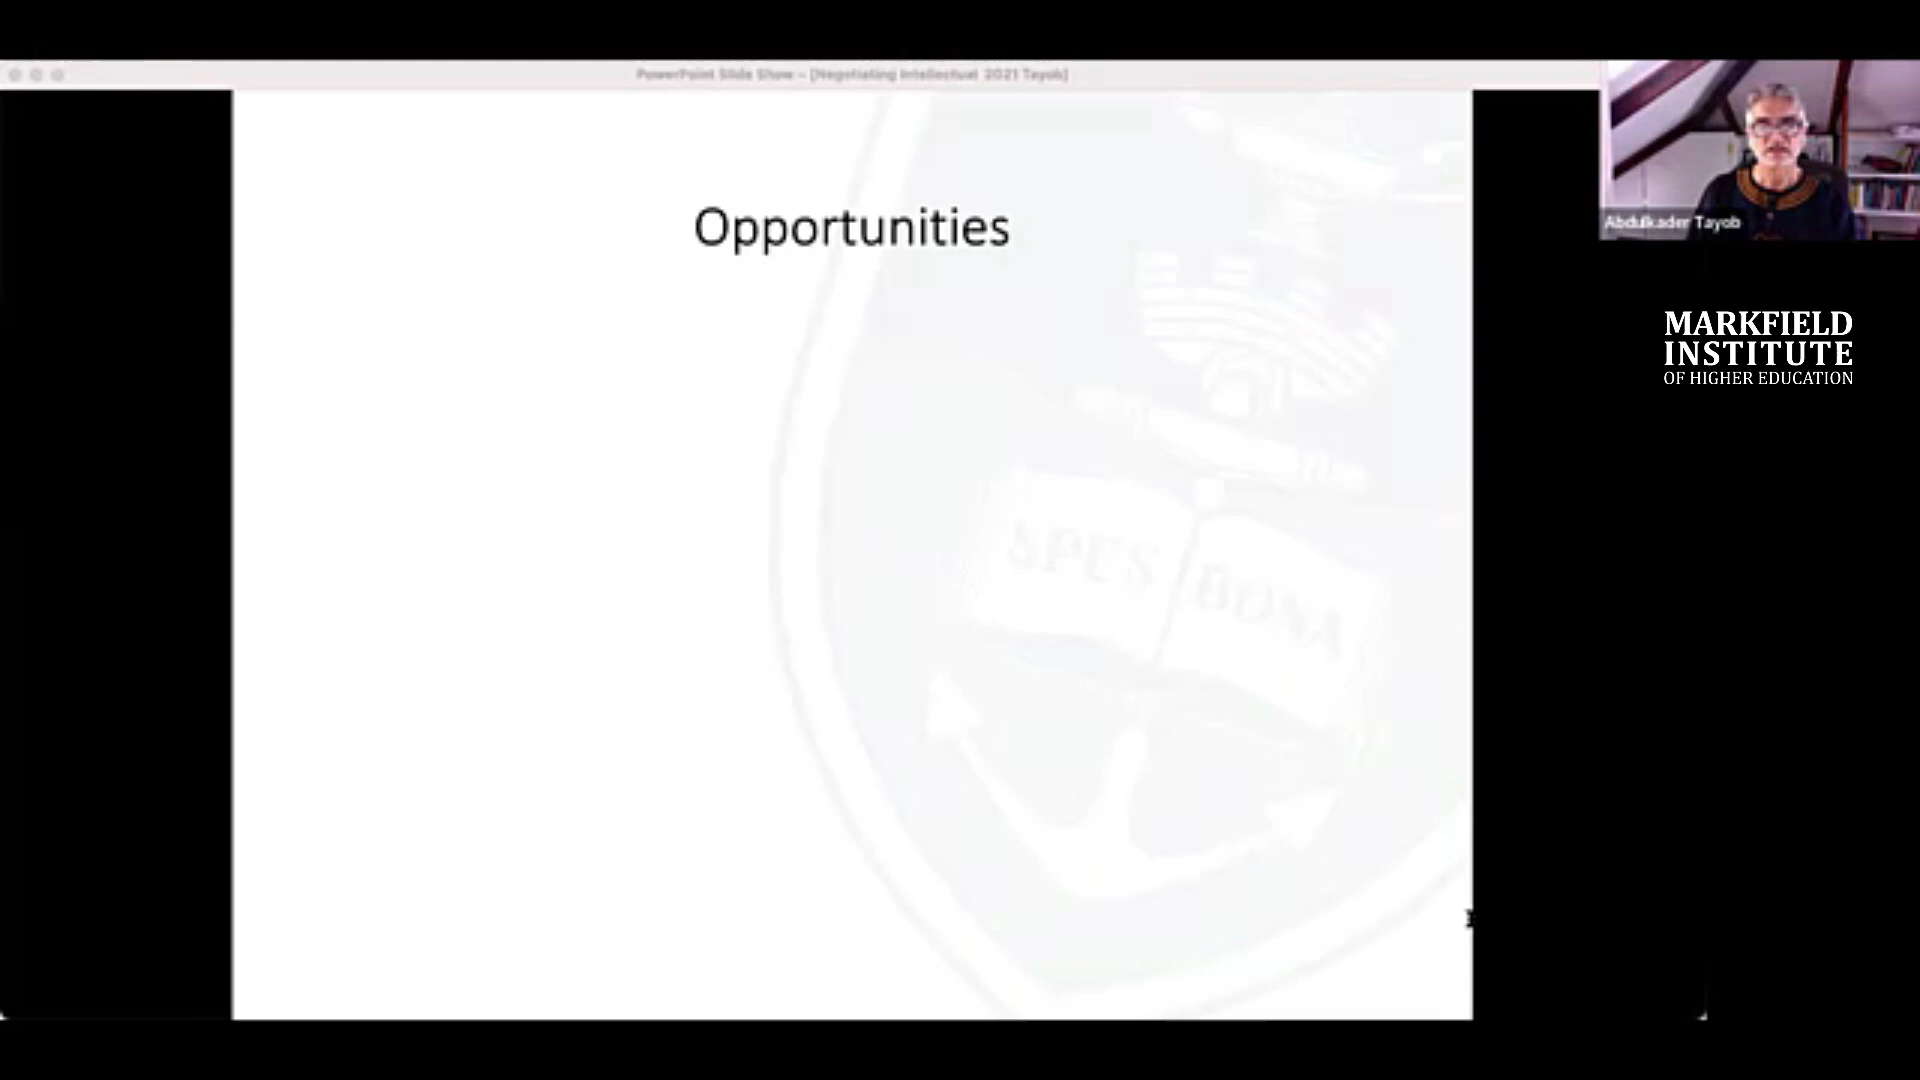 PowerPoint Slide Show – [Negotiating Intellectual 2021 Tayob]
Abdulkader Tayob
Opportunities
MARKFIELD
INSTITUTE
OF HIGHER EDUCATION
SPES BONA